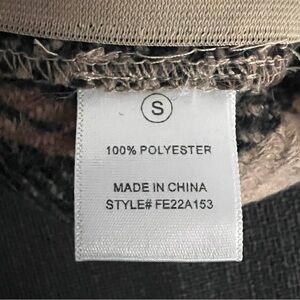 S
100% POLYESTER
MADE IN CHINA
STYLE# FE22A153